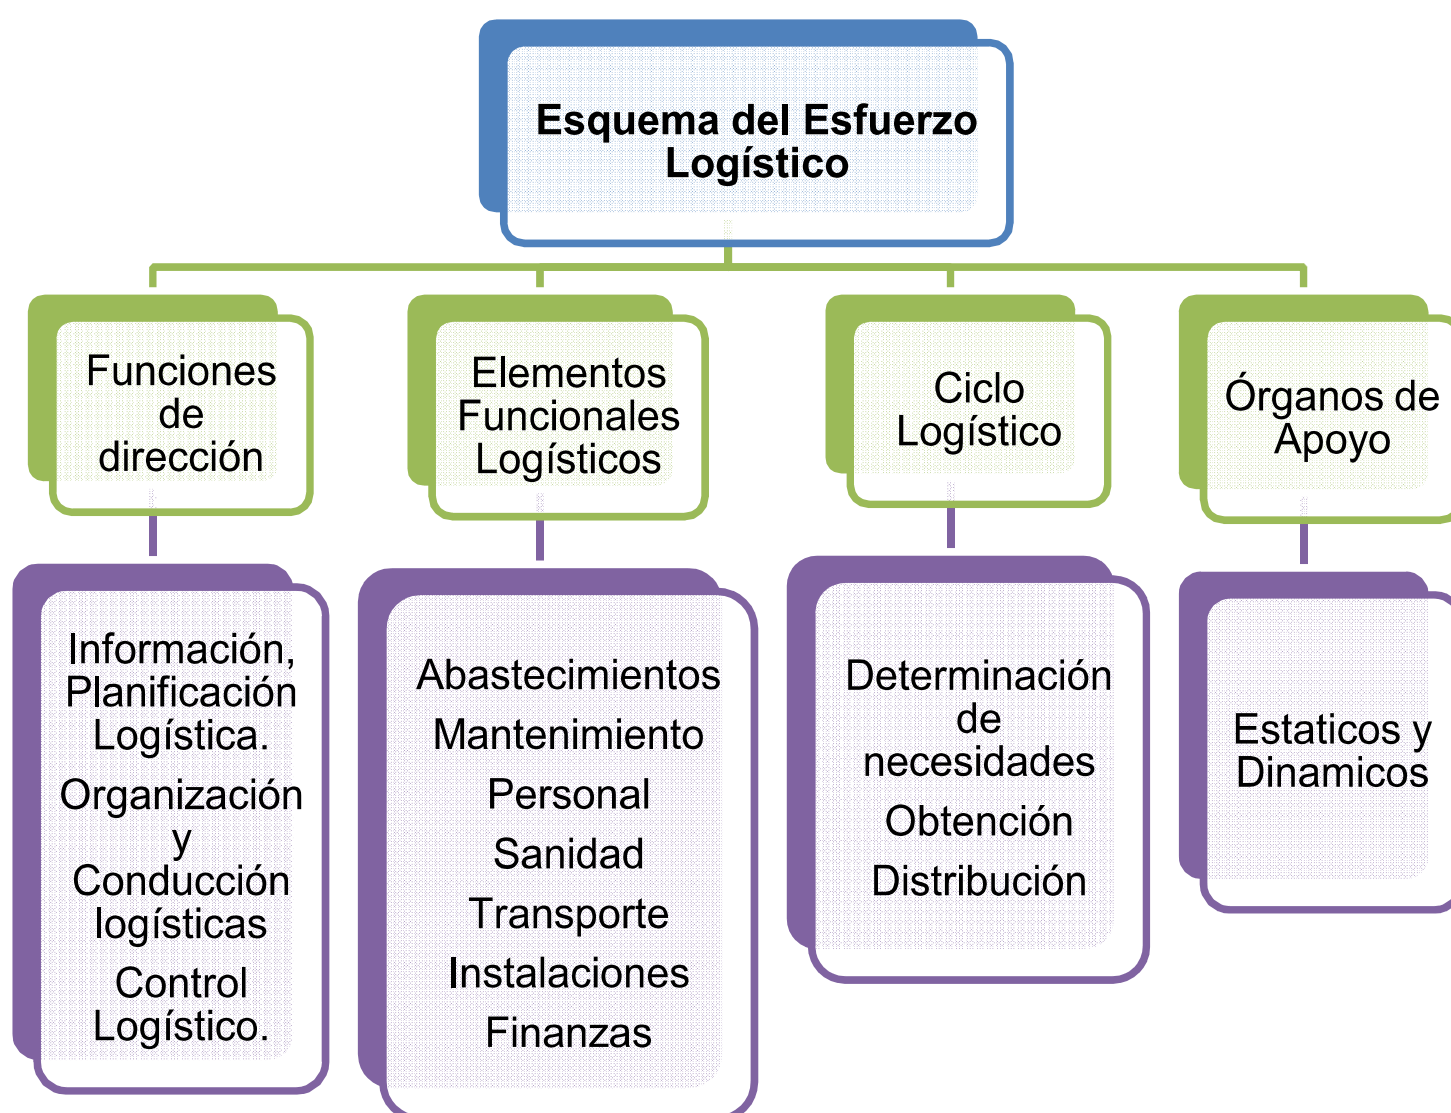 Esquema del Esfuerzo
Logístico
Funciones
de
dirección
Elementos
Funcionales
Logísticos
Ciclo
Logístico
Órganos de
Apoyo
Información,
Planificación
Logística.
Organización
y
Conducción
logísticas
Control
Logístico.
Abastecimientos
Mantenimiento
Personal
Sanidad
Transporte
Instalaciones
Finanzas
Determinación
de
necesidades
Obtención
Distribución
Estaticos y
Dinamicos